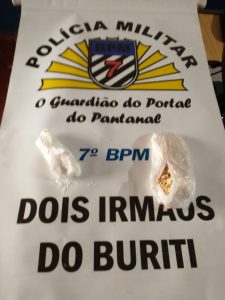 POLÍCIA MILITAR
BPM
7
O Guardião do Portal
do Pantanal
7º BPM
DOIS IRMÃOS
DO BURITI